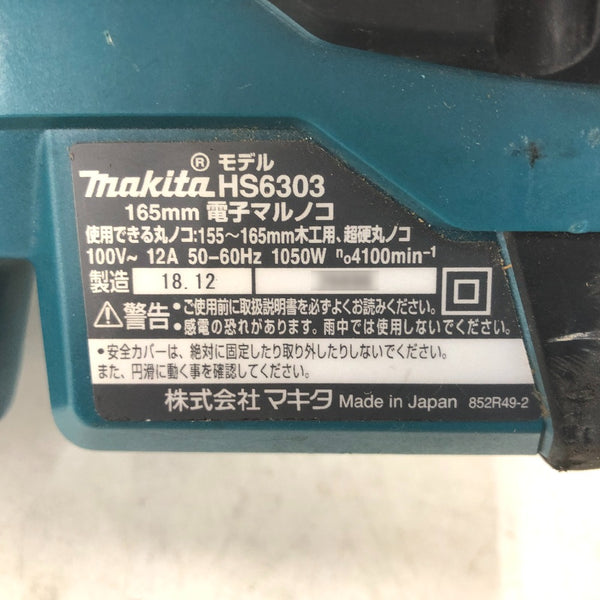 ® モデル
makita HS6303
165mm 電子マルノコ
使用できる丸ノコ:155～165mm木工用、超硬丸ノコ
100V~ 12A 50-60Hz 1050W n₀4100min⁻¹
製造 18.12
⚠警告 •ご使用前に取扱説明書を必ずよくお読みください。
•感電の恐れがあります。雨中では使用しないでください。
•安全カバーは、絶対に固定したり取り外したりしないでください。
また、円滑に動く事を確認してください。
株式会社マキタ Made in Japan 852R49-2